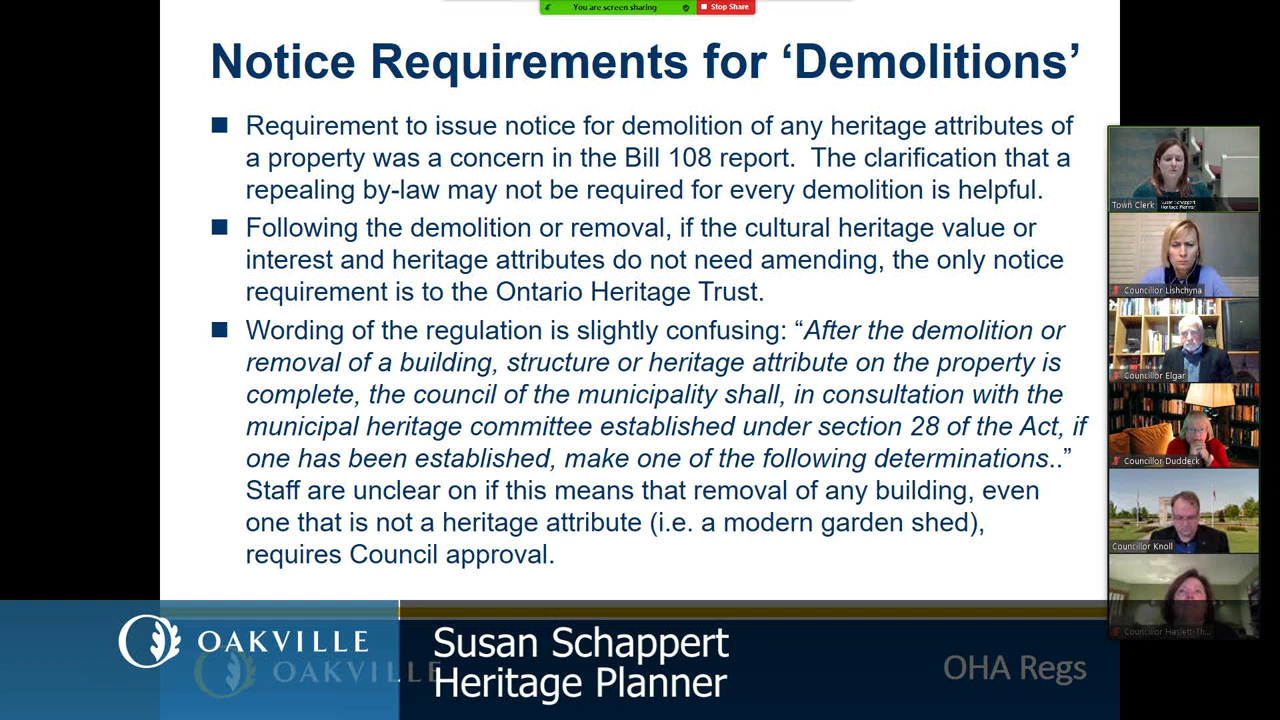 You are screen sharing
Stop Share
Notice Requirements for ‘Demolitions’
Requirement to issue notice for demolition of any heritage attributes of
a property was a concern in the Bill 108 report. The clarification that a
repealing by-law may not be required for every demolition is helpful.
Following the demolition or removal, if the cultural heritage value or
interest and heritage attributes do not need amending, the only notice
requirement is to the Ontario Heritage Trust.
Wording of the regulation is slightly confusing: “After the demolition or
removal of a building, structure or heritage attribute on the property is
complete, the council of the municipality shall, in consultation with the
municipal heritage committee established under section 28 of the Act, if
one has been established, make one of the following determinations..”
Staff are unclear on if this means that removal of any building, even
one that is not a heritage attribute (i.e. a modern garden shed),
requires Council approval.
Town Clerk
Susan Schappert
Heritage Planner
Councillor Lishchyna
Councillor Elgar
Councillor Duddeck
Councillor Knoll
Councillor Haslett-Th...
OAKVILLE
OAKVILLE
Susan Schappert
Heritage Planner
OHA Regs